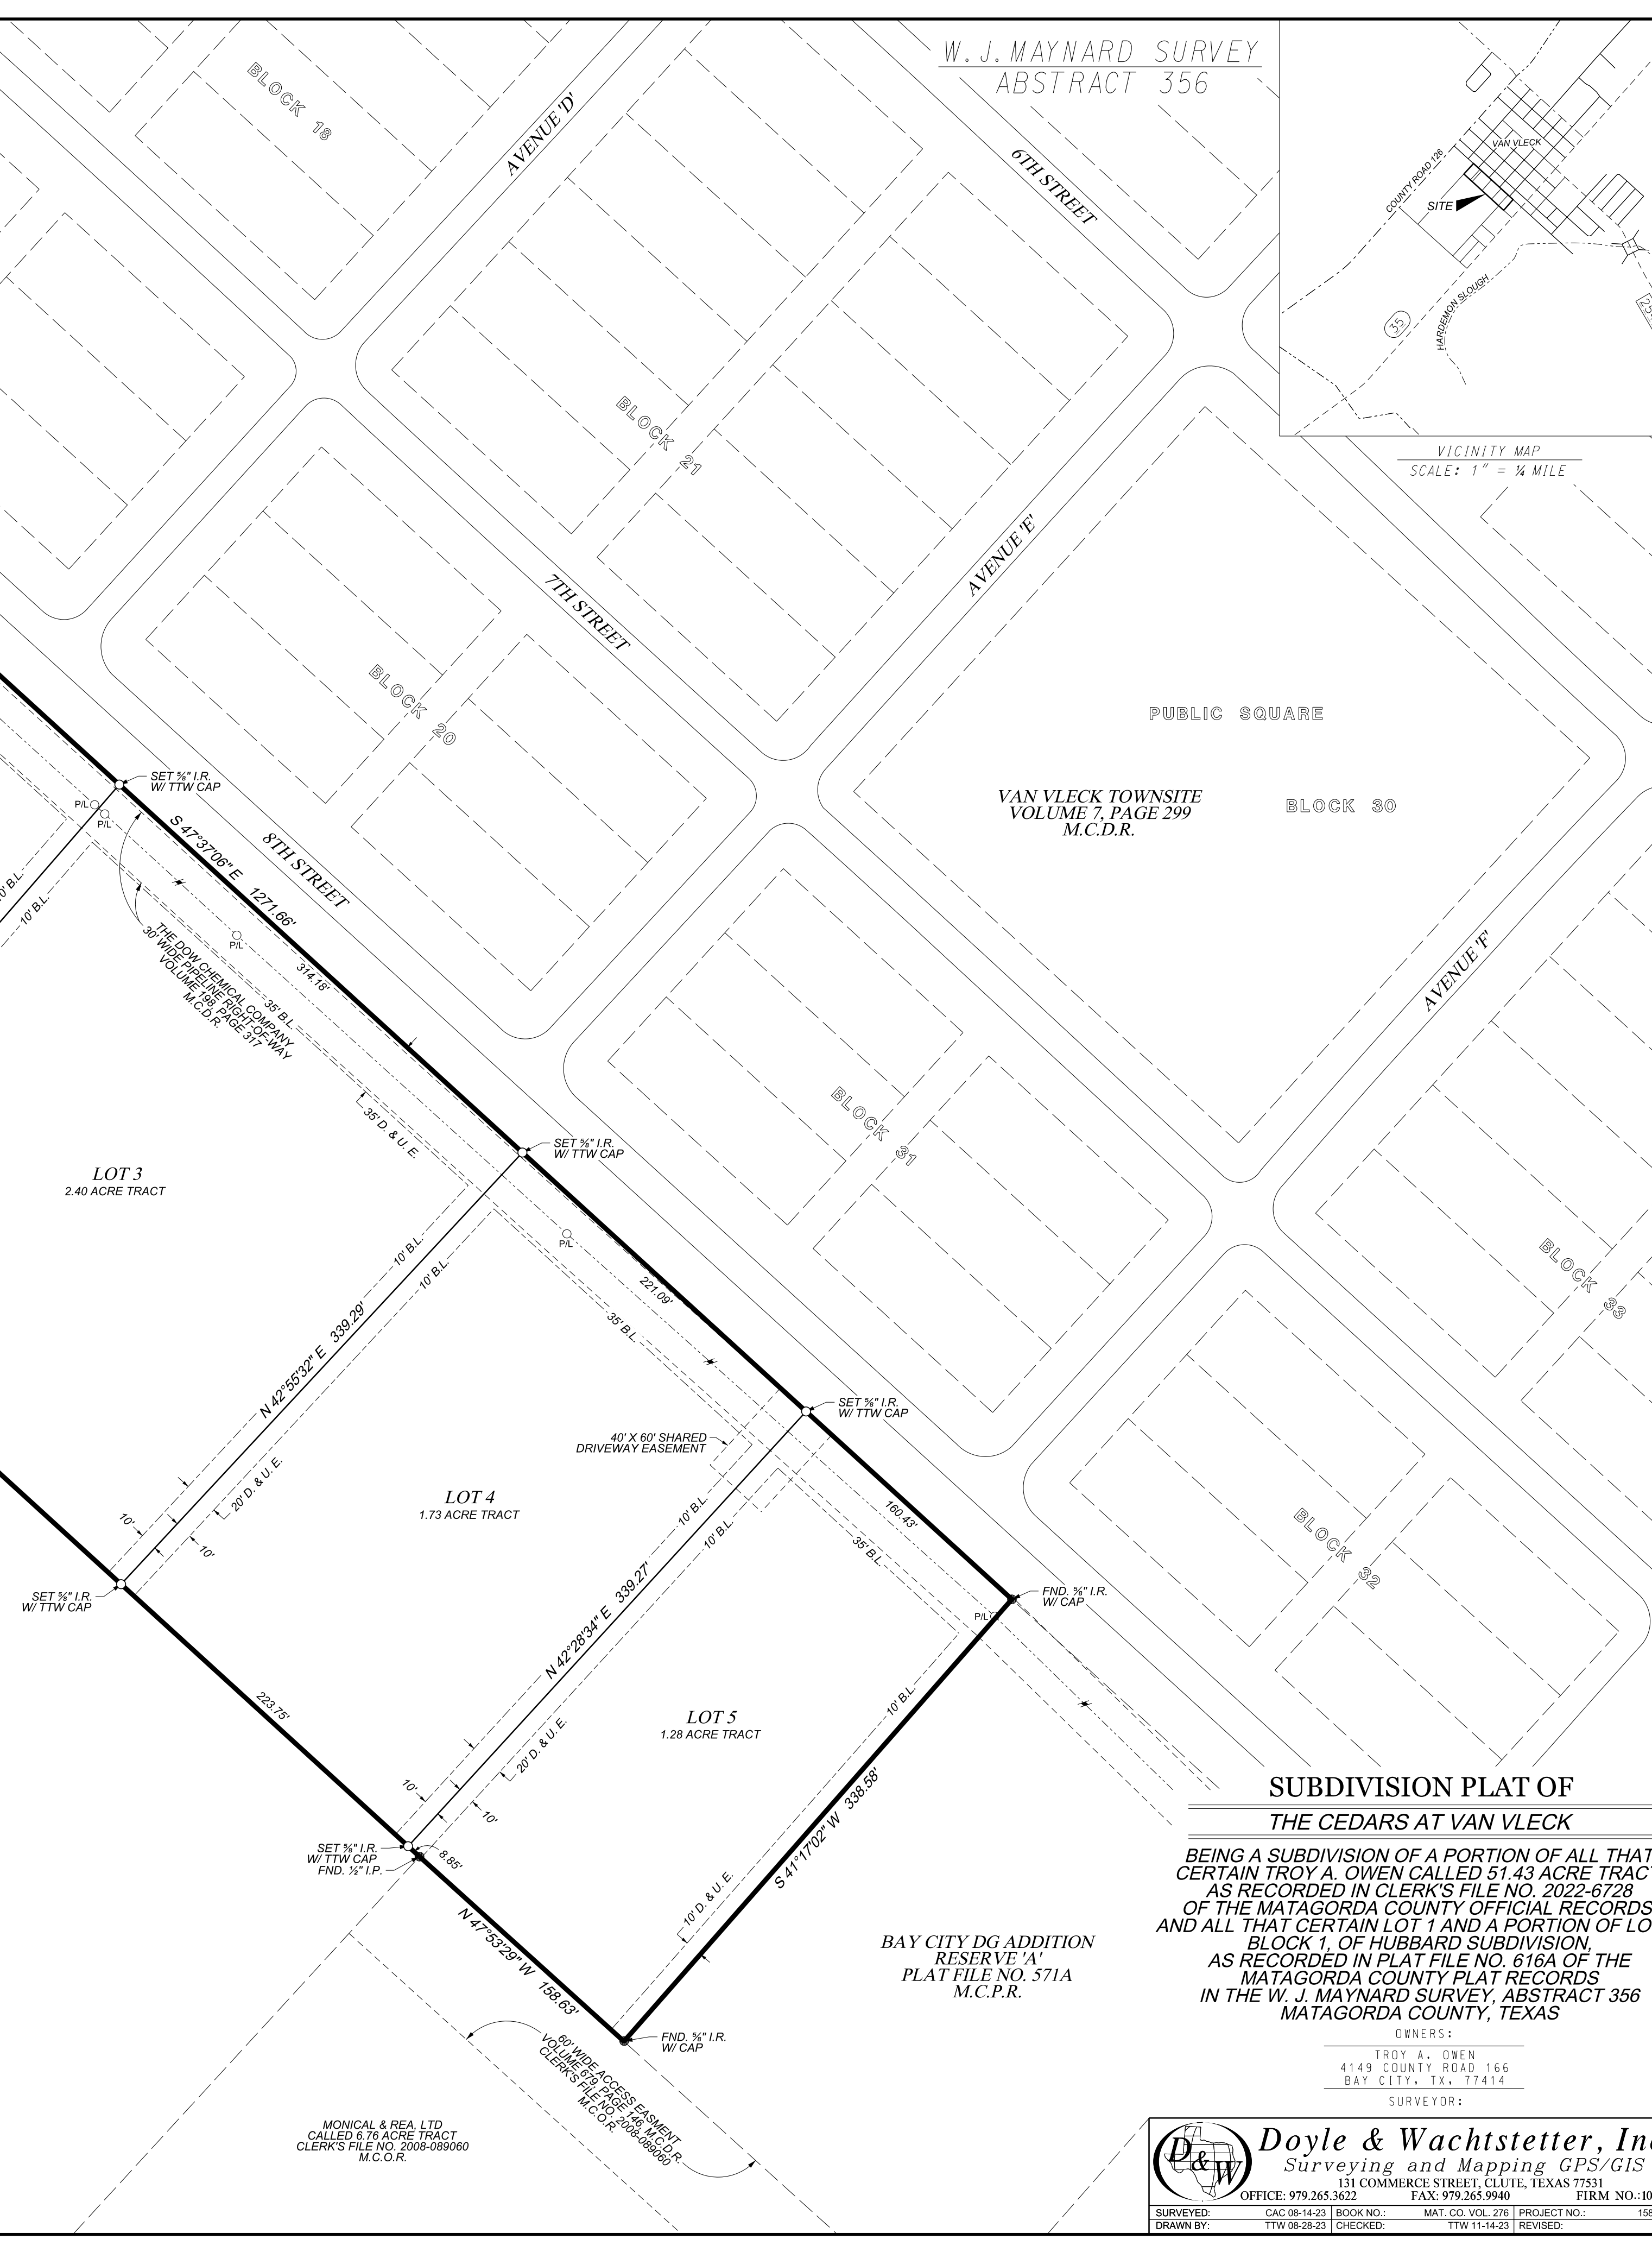 W.J.MAYNARD SURVEY
ABSTRACT 356
BLOCK 18
AVENUE 'D'
6TH STREET
VAN VLECK
COUNTY ROAD 126
SITE
HARDEMON SLOUGH
35
VICINITY MAP
SCALE: 1" = ¼ MILE
BLOCK 21
AVENUE 'E'
7TH STREET
BLOCK 20
PUBLIC SQUARE
VAN VLECK TOWNSITE
VOLUME 7, PAGE 299
M.C.D.R.
BLOCK 30
SET ⅝" I.R.
W/ TTW CAP
P/L
P/L
S 47°37'06" E 1271.66'
8TH STREET
10' B.L.
P/L
314.18'
THE DOW CHEMICAL COMPANY
30' WIDE PIPELINE RIGHT-OF-WAY
VOLUME 198, PAGE 317
M.C.D.R.
35' B.L.
AVENUE 'F'
35' D. & U. E.
BLOCK 31
SET ⅝" I.R.
W/ TTW CAP
LOT 3
2.40 ACRE TRACT
P/L
10' B.L.
10' B.L.
BLOCK 33
221.09'
35' B.L.
N 42°55'32" E 339.29'
SET ⅝" I.R.
W/ TTW CAP
40' X 60' SHARED
DRIVEWAY EASEMENT
20' D. & U. E.
LOT 4
1.73 ACRE TRACT
10'
10'
10' B.L.
10' B.L.
160.43'
35' B.L.
BLOCK 32
SET ⅝" I.R.
W/ TTW CAP
FND. ⅝" I.R.
W/ CAP
P/L
N 42°28'34" E 339.27'
223.75'
10' B.L.
LOT 5
1.28 ACRE TRACT
20' D. & U. E.
10'
10'
S 41°17'02" W 338.58'
SET ⅝" I.R.
W/ TTW CAP
FND. ½" I.P.
8.85'
10' D. & U. E.
N 47°53'29" W 158.63'
BAY CITY DG ADDITION
RESERVE 'A'
PLAT FILE NO. 571A
M.C.P.R.
FND. ⅝" I.R.
W/ CAP
60' WIDE ACCESS EASMENT
VOLUME 679, PAGE 146, M.C.D.R.
CLERK'S FILE NO. 2008-089060
M.C.O.R.
MONICAL & REA, LTD
CALLED 6.76 ACRE TRACT
CLERK'S FILE NO. 2008-089060
M.C.O.R.
SUBDIVISION PLAT OF
THE CEDARS AT VAN VLECK
BEING A SUBDIVISION OF A PORTION OF ALL THAT
CERTAIN TROY A. OWEN CALLED 51.43 ACRE TRAC
AS RECORDED IN CLERK'S FILE NO. 2022-6728
OF THE MATAGORDA COUNTY OFFICIAL RECORDS
AND ALL THAT CERTAIN LOT 1 AND A PORTION OF LO
BLOCK 1, OF HUBBARD SUBDIVISION,
AS RECORDED IN PLAT FILE NO. 616A OF THE
MATAGORDA COUNTY PLAT RECORDS
IN THE W. J. MAYNARD SURVEY, ABSTRACT 356
MATAGORDA COUNTY, TEXAS
OWNERS:
TROY A. OWEN
4149 COUNTY ROAD 166
BAY CITY, TX. 77414
SURVEYOR:
D&W
Doyle & Wachtstetter, Inc
Surveying and Mapping GPS/GIS
131 COMMERCE STREET, CLUTE, TEXAS 77531
OFFICE: 979.265.3622 FAX: 979.265.9940 FIRM NO.:10
SURVEYED: CAC 08-14-23 BOOK NO.: MAT. CO. VOL. 276 PROJECT NO.: 158
DRAWN BY: TTW 08-28-23 CHECKED: TTW 11-14-23 REVISED: